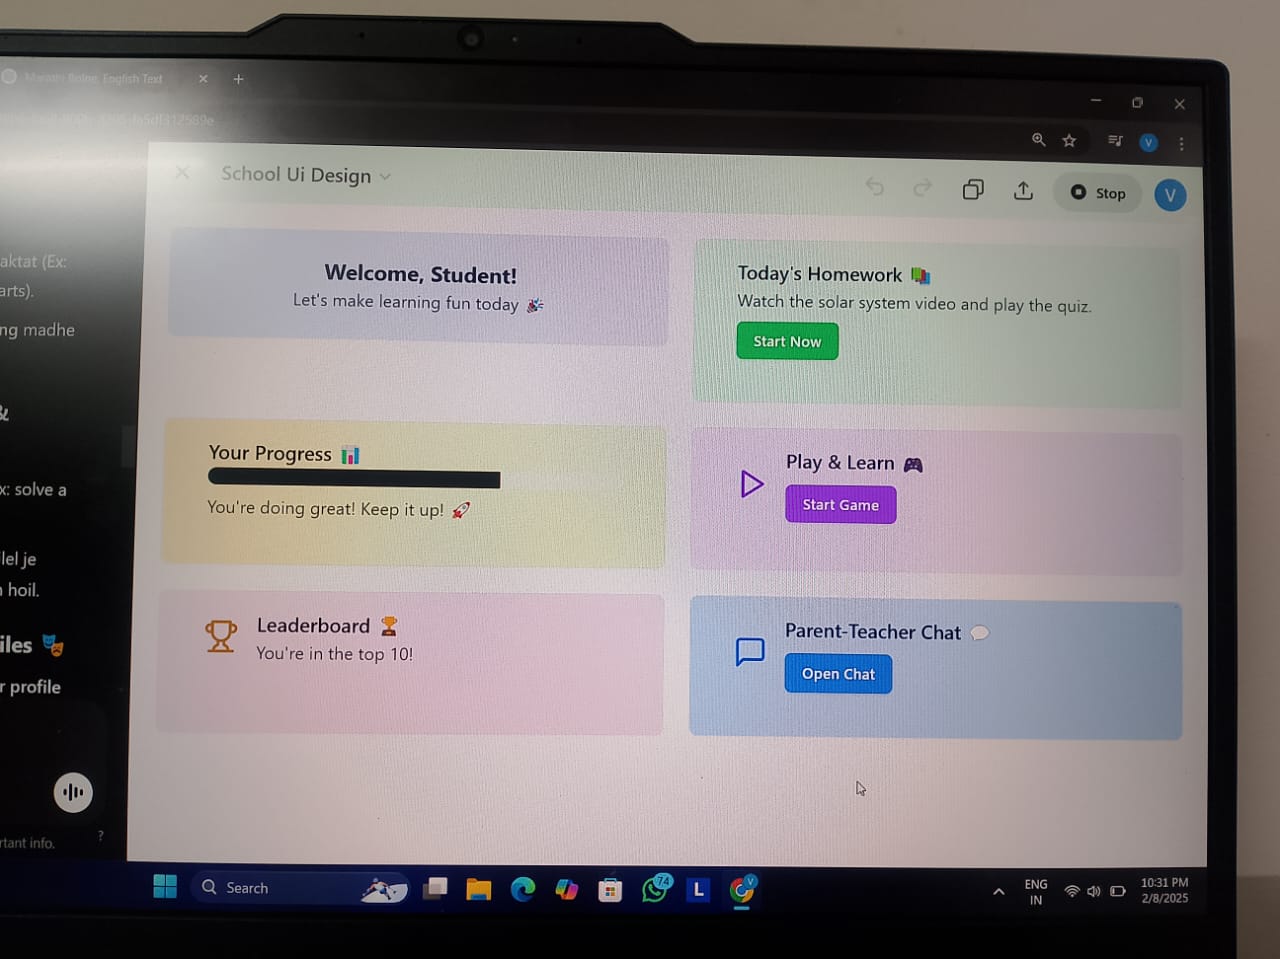 English Text
School Ui Design
Stop
V
V
aktat (Ex:
arts).
ng madhe
&
x: solve a
lel je
hoil.
iles 🎭
r profile
rtant info.
?
Welcome, Student!
Let's make learning fun today 🎉
Today's Homework 📚
Watch the solar system video and play the quiz.
Start Now
Your Progress 📊
You're doing great! Keep it up! 🚀
Play & Learn 🎮
Start Game
Leaderboard 🏆
You're in the top 10!
Parent-Teacher Chat 💬
Open Chat
Search
74
L
V
ENG
IN
10:31 PM
2/8/2025